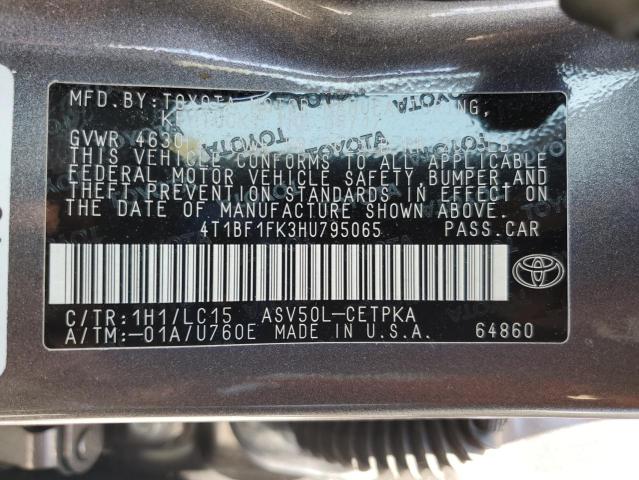 MFD. BY: TOYOTA MOTOR
GVWR 4630
THIS VEHICLE CONFORMS TO ALL APPLICABLE
FEDERAL MOTOR VEHICLE SAFETY, BUMPER AND
THEFT PREVENTION STANDARDS IN EFFECT ON
THE DATE OF MANUFACTURE SHOWN ABOVE.
4T1BF1FK3HU795065 PASS.CAR
C/TR:1H1/LC15 ASV50L-CETPKA
A/TM:-01A/U760E MADE IN U.S.A. 64860